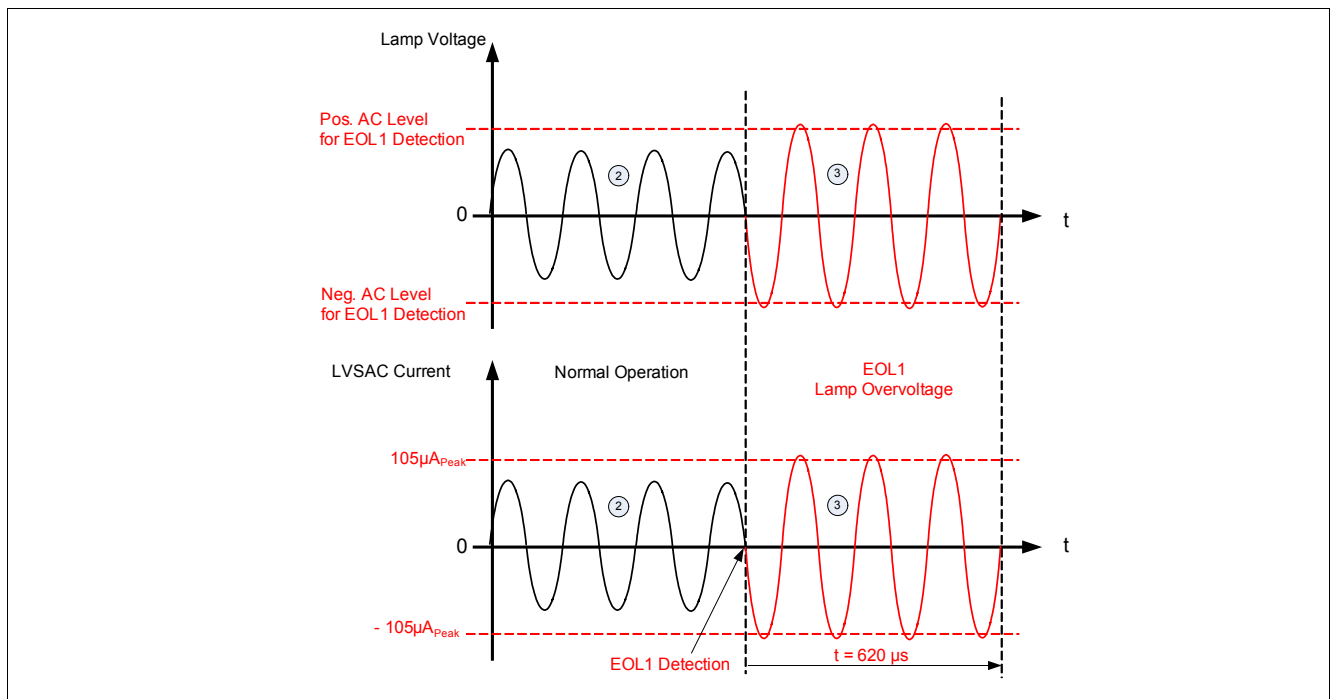 Lamp Voltage
Pos. AC Level
for EOL1 Detection
2
3
0
t
Neg. AC Level
for EOL1 Detection
LVSAC Current
Normal Operation
EOL1
Lamp Overvoltage
105µAPeak
2
3
0
t
- 105µAPeak
EOL1 Detection
t = 620 µs